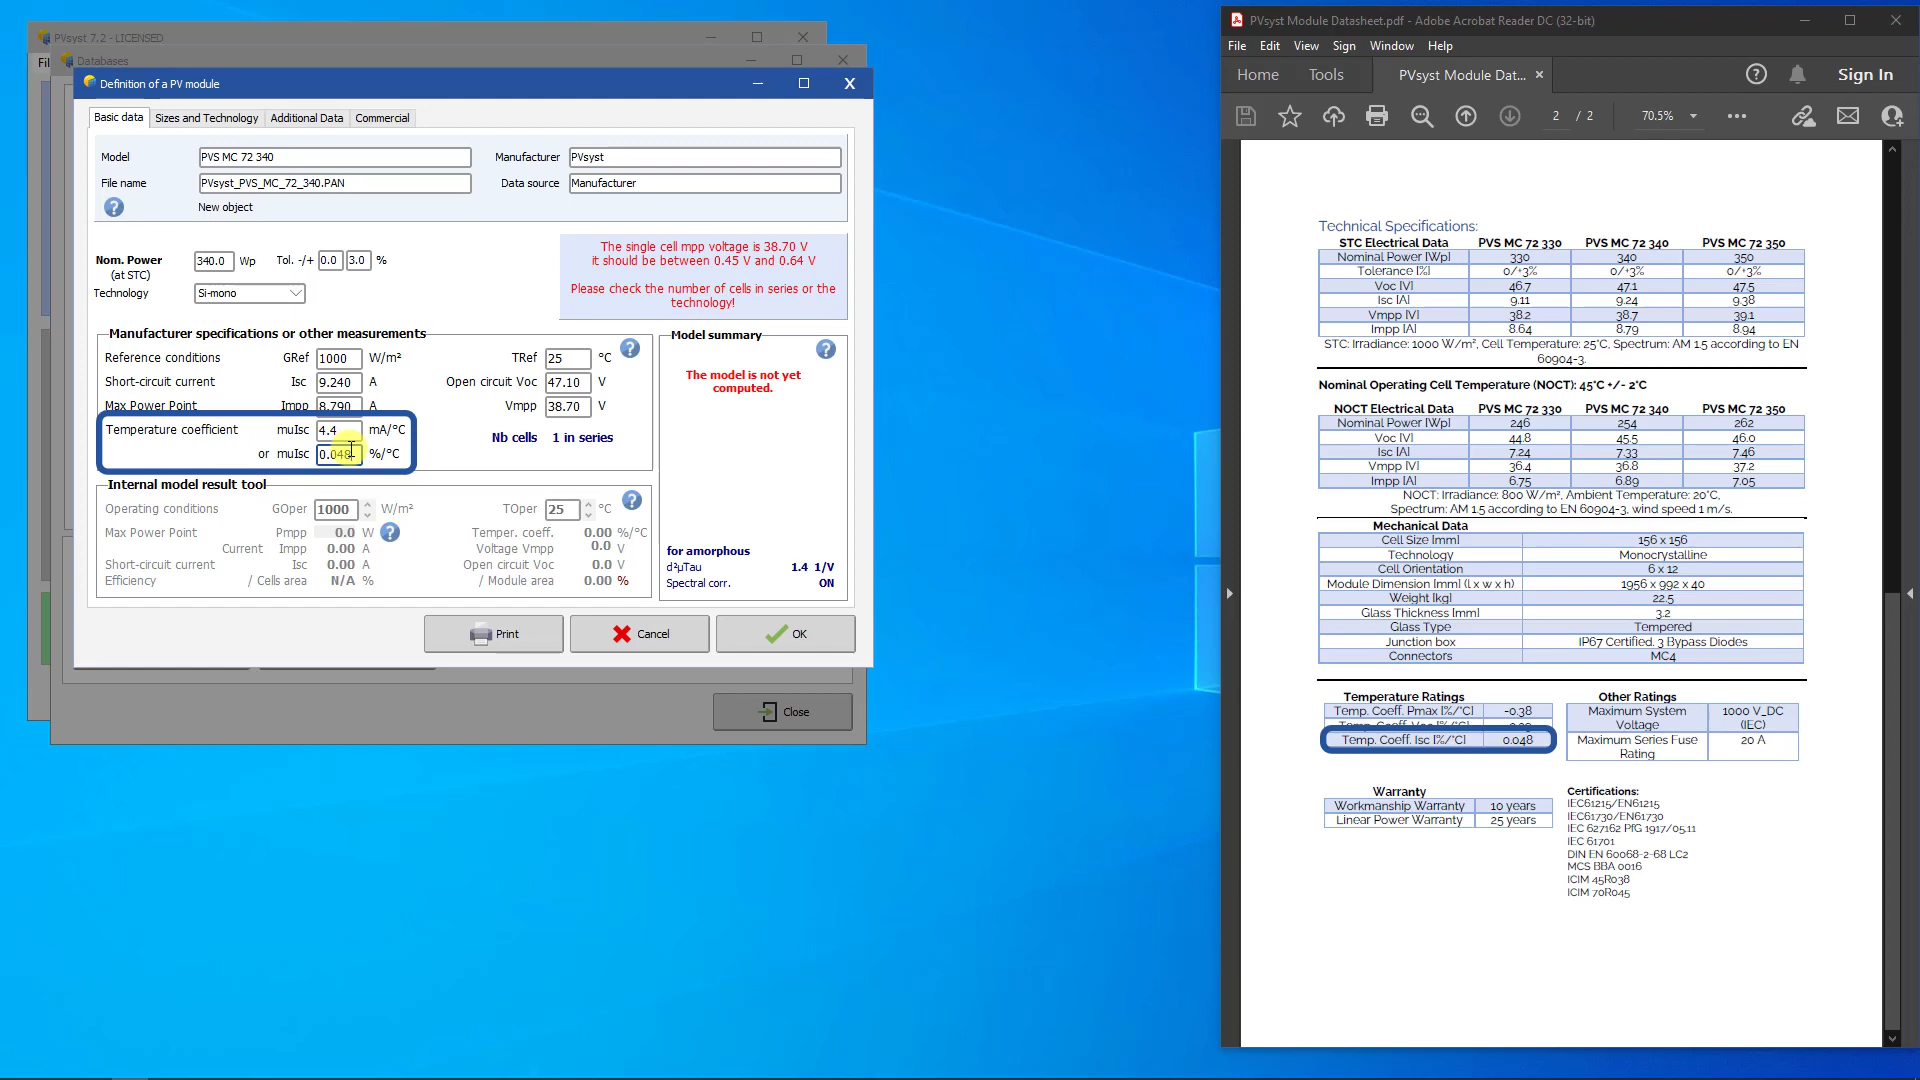 PVsyst 7.2 - LICENSED
Fil
Databases
Definition of a PV module
Basic data
Sizes and Technology
Additional Data
Commercial
Model
PVS MC 72 340
Manufacturer
PVsyst
File name
PVsyst_PVS_MC_72_340.PAN
Data source
Manufacturer
?
New object
Nom. Power
(at STC)
340.0
Wp
Tol. -/+
0.0
3.0
%
Technology
Si-mono
The single cell mpp voltage is 38.70 V
it should be between 0.45 V and 0.64 V
Please check the number of cells in series or the
technology!
Manufacturer specifications or other measurements
Reference conditions GRef 1000 W/m² TRef 25 °C ?
Short-circuit current Isc 9.240 A Open circuit Voc 47.10 V
Max Power Point Impp 8.790 A Vmpp 38.70 V
Temperature coefficient muIsc 4.4 mA/°C
Nb cells 1 in series
or muIsc 0.048 %/°C
Model summary
?
The model is not yet
computed.
for amorphous
d²µTau 1.4 1/V
Spectral corr. ON
Internal model result tool
Operating conditions GOper 1000 W/m² TOper 25 °C ?
Max Power Point Pmpp 0.0 W ? Temper. coeff. 0.00 %/°C
Current Impp 0.00 A Voltage Vmpp 0.0 V
Short-circuit current Isc 0.00 A Open circuit Voc 0.0 V
Efficiency / Cells area N/A % / Module area 0.00 %
Print
Cancel
OK
Close
PVsyst Module Datasheet.pdf - Adobe Acrobat Reader DC (32-bit)
File Edit View Sign Window Help
Home
Tools
PVsyst Module Dat... ×
?
Sign In
2 / 2
70.5%
Technical Specifications:
STC Electrical Data PVS MC 72 330 PVS MC 72 340 PVS MC 72 350
Nominal Power [Wp] 330 340 350
Tolerance [%] 0/+3% 0/+3% 0/+3%
Voc [V] 46.7 47.1 47.5
Isc [A] 9.11 9.24 9.38
Vmpp [V] 38.2 38.7 39.1
Impp [A] 8.64 8.79 8.94
STC: Irradiance: 1000 W/m², Cell Temperature: 25°C, Spectrum: AM 1.5 according to EN
60904-3.
Nominal Operating Cell Temperature (NOCT): 45°C +/- 2°C
NOCT Electrical Data PVS MC 72 330 PVS MC 72 340 PVS MC 72 350
Nominal Power [Wp] 246 254 262
Voc [V] 44.8 45.5 46.0
Isc [A] 7.24 7.33 7.46
Vmpp [V] 36.4 36.8 37.2
Impp [A] 6.75 6.89 7.05
NOCT: Irradiance: 800 W/m², Ambient Temperature: 20°C,
Spectrum: AM 1.5 according to EN 60904-3, wind speed 1 m/s.
Mechanical Data
Cell Size [mm] 156 x 156
Technology Monocrystalline
Cell Orientation 6 x 12
Module Dimension [mm] (l x w x h) 1956 x 992 x 40
Weight [kg] 22.5
Glass Thickness [mm] 3.2
Glass Type Tempered
Junction box IP67 Certified, 3 Bypass Diodes
Connectors MC4
Temperature Ratings
Temp. Coeff. Pmax [%/°C] -0.38
Temp. Coeff. Isc [%/°C] 0.048
Other Ratings
Maximum System
Voltage
1000 V_DC
(IEC)
Maximum Series Fuse
Rating
20 A
Warranty
Workmanship Warranty 10 years
Linear Power Warranty 25 years
Certifications:
IEC61215/EN61215
IEC61730/EN61730
IEC 627162 PfG 1917/05.11
IEC 61701
DIN EN 60068-2-68 LC2
MCS BBA 0016
ICIM 45R038
ICIM 70R045